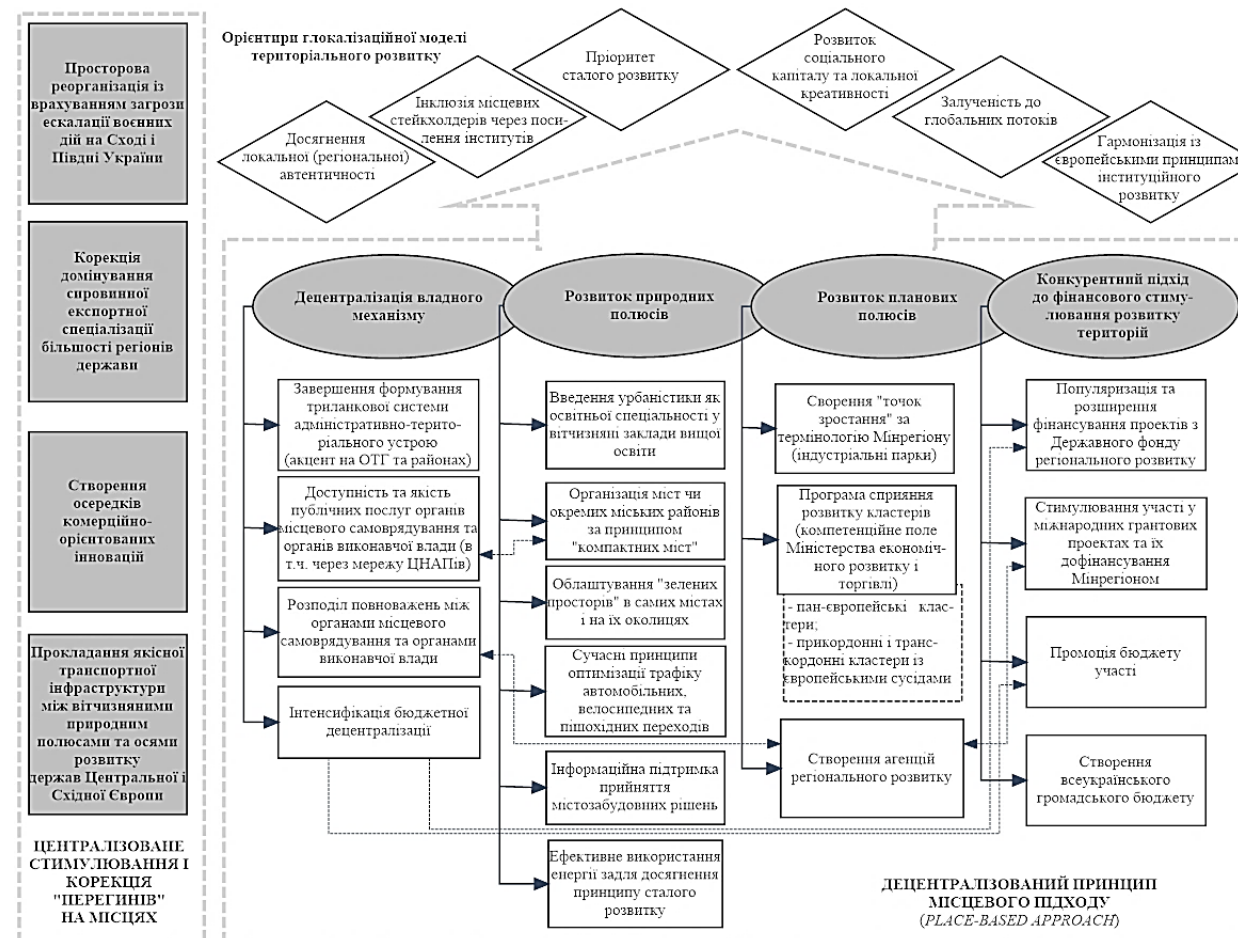 Просторова
реорганізація із
врахуванням загрози
ескалації воєнних
дій на Сході і
Півдні України
Корекція
домінування
сировинної
експортної
спеціалізації
більшості регіонів
держави
Створення
осередків
комерційно-
орієнтованих
інновацій
Прокладання якісної
транспортної
інфраструктури
між вітчизняними
природним
полюсами та осями
розвитку
держав Центральної і
Східної Європи
ЦЕНТРАЛІЗОВАНЕ
СТИМУЛЮВАННЯ І
КОРЕКЦІЯ
"ПЕРЕГИНІВ"
НА МІСЦЯХ
Орієнтири глокалізаційної моделі
територіального розвитку
Досягнення
локальної (регіональної)
автентичності
Інклюзія місцевих
стейкхолдерів через поси-
лення інститутів
Пріоритет
сталого розвитку
Розвиток
соціального
капіталу та локальної
креативності
Залученість до
глобальних потоків
Гармонізація із
європейськими принципам
інституційного
розвитку
Децентралізація владного
механізму
Завершення формування
триланкової системи
адміністративно-терито-
ріального устрою
(акцент на ОТГ та районах)
Доступність та якість
публічних послуг органів
місцевого самоврядування та
органів виконавчої влади (в
т.ч. через мережу ЦНАПів)
Розподіл повноважень між
органами місцевого
самоврядування та органами
виконавчої влади
Інтенсифікація бюджетної
децентралізації
Розвиток природних
полюсів
Введення урбаністики як
освітньої спеціальності у
вітчизняні заклади вищої
освіти
Організація міст чи
окремих міських районів
за принципом
"компактних міст"
Облаштування "зелених
просторів" в самих містах
і на їх околицях
Сучасні принципи
оптимізації трафіку
автомобільних,
велосипедних та
пішохідних переходів
Інформаційна підтримка
прийняття
містозабудовних рішень
Ефективне використання
енергії задля досягнення
принципу сталого
розвитку
Розвиток планових
полюсів
Сворення "точок
зростання" за
термінологію Мінрегіону
(індустріальні парки)
Програма сприяння
розвитку кластерів
(компетенційне поле
Міністерства економіч-
ного розвитку і
торгівлі)
- пан-європейські клас-
тери;
- прикордонні і транс-
кордонні кластери із
європейськими сусідами
Створення агенцій
регіонального розвитку
Конкурентний підхід
до фінансового стиму-
лювання розвитку
територій
Популяризація та
розширення
фінансування проектів з
Державного фонду
регіонального розвитку
Стимулювання участі у
міжнародних грантових
проектах та їх
дофінансування
Мінрегіоном
Промоція бюджету
участі
Створення
всеукраїнського
громадського бюджету
ДЕЦЕНТРАЛІЗОВАНИЙ ПРИНЦИП
МІСЦЕВОГО ПІДХОДУ
(PLACE-BASED APPROACH)